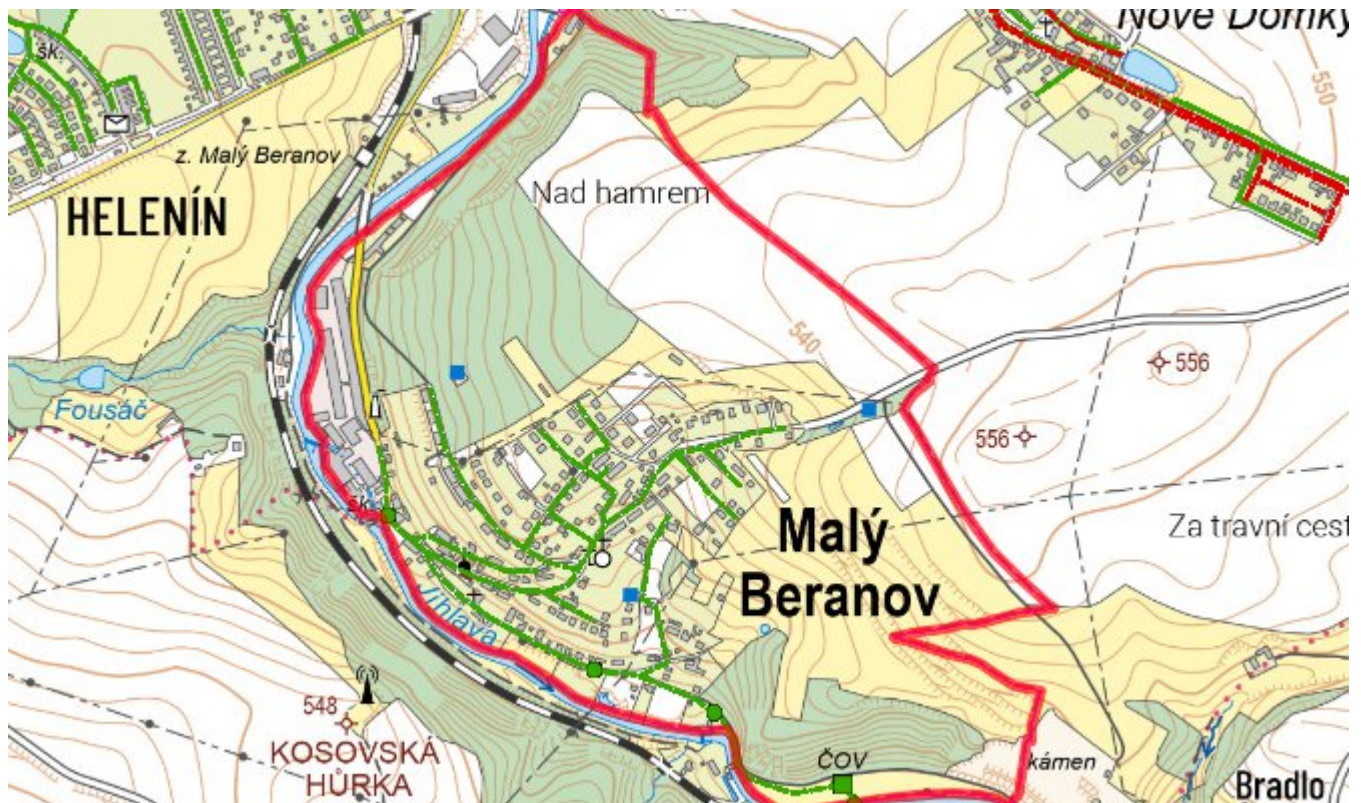 Nové Domky
šk.
550
z. Malý Beranov
Nad hamrem
HELENÍN
540
556
Fousáč
556
šk.
Malý
Beranov
Za travní cest
Jihlava
548
KOSOVSKÁ
HŮRKA
ČOV
kámen
Bradlo